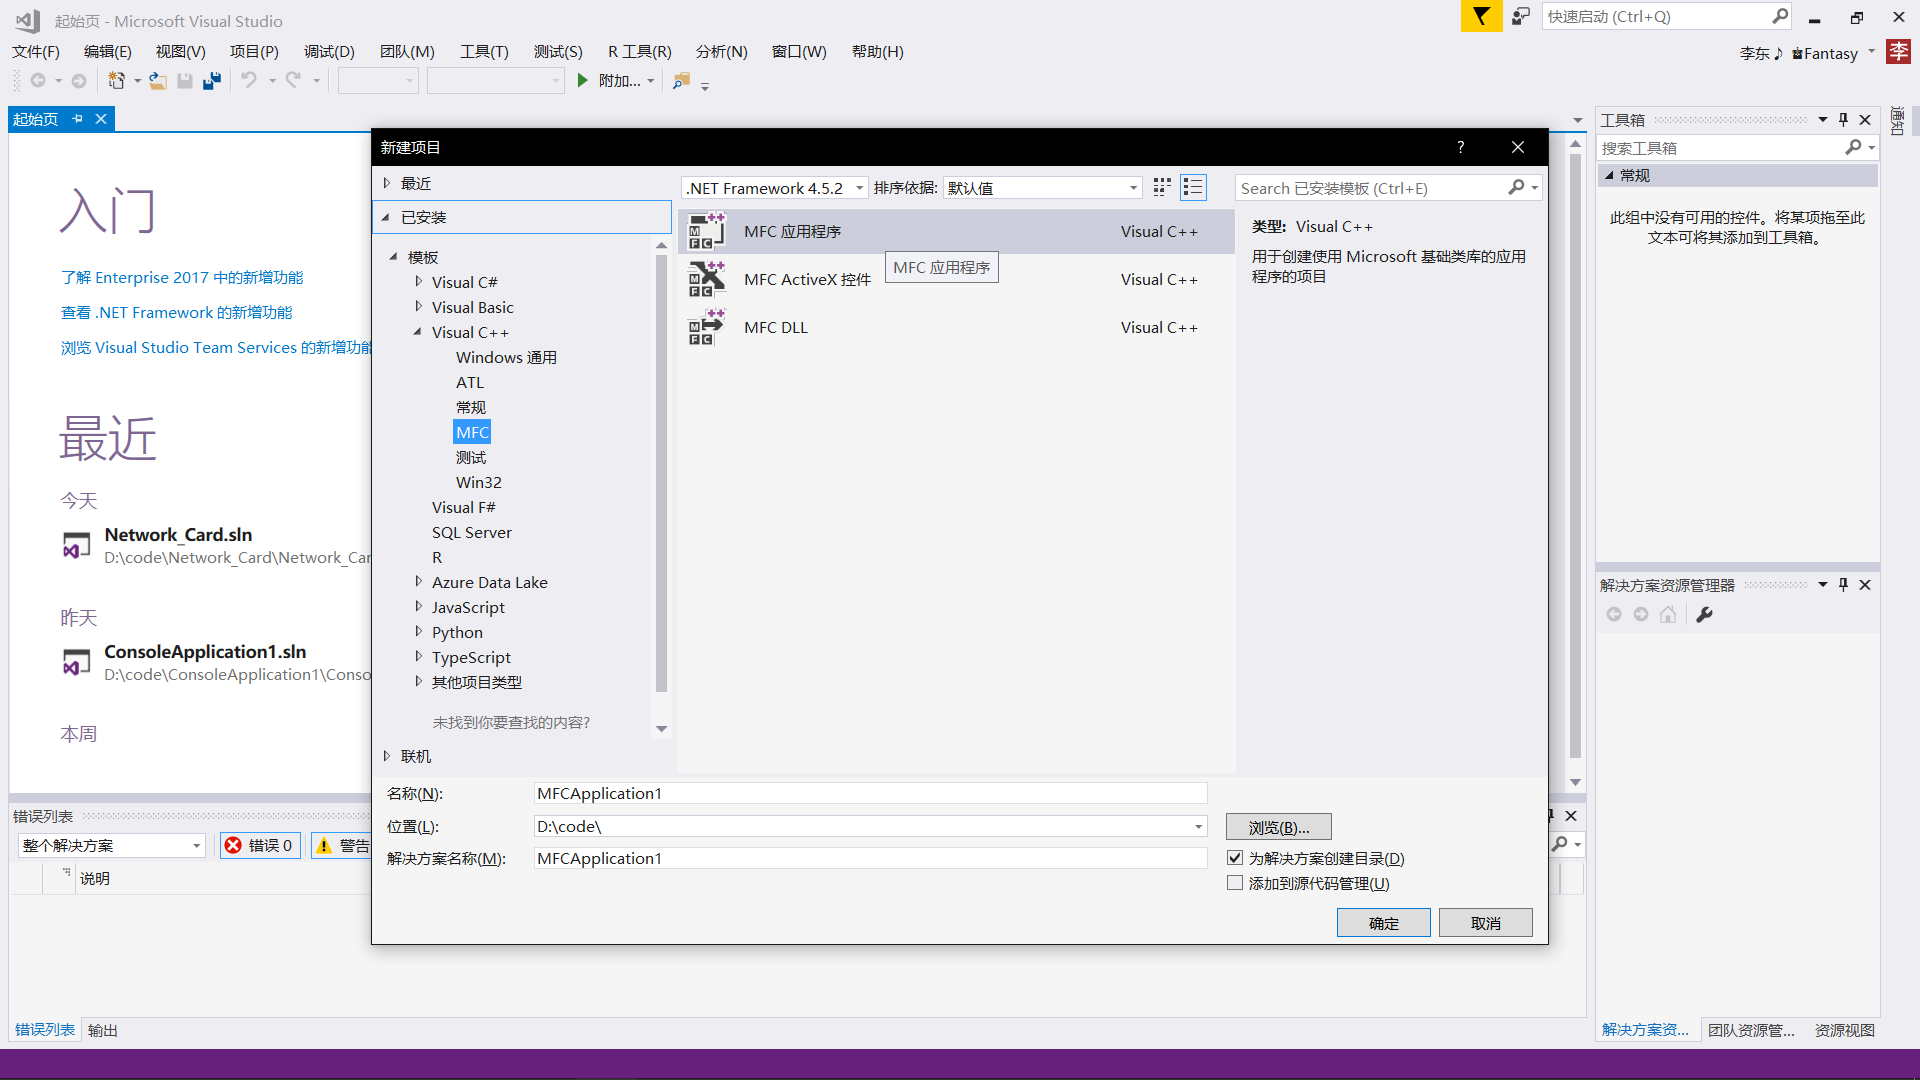 起始页 - Microsoft Visual Studio
快速启动 (Ctrl+Q)
文件(F) 编辑(E) 视图(V) 项目(P) 调试(D) 团队(M) 工具(T) 测试(S) R 工具(R) 分析(N) 窗口(W) 帮助(H)
李东♪ Fantasy 李
附加...
起始页
入门
了解 Enterprise 2017 中的新增功能
查看 .NET Framework 的新增功能
浏览 Visual Studio Team Services 的新增功能
最近
今天
Network_Card.sln
D:\code\Network_Card\Network_Car
昨天
ConsoleApplication1.sln
D:\code\ConsoleApplication1\Conso
本周
新建项目 ?
最近
已安装
模板
Visual C#
Visual Basic
Visual C++
Windows 通用
ATL
常规
MFC
测试
Win32
Visual F#
SQL Server
R
Azure Data Lake
JavaScript
Python
TypeScript
其他项目类型
未找到你要查找的内容?
联机
.NET Framework 4.5.2 排序依据: 默认值
Search 已安装模板 (Ctrl+E)
MFC 应用程序 Visual C++
MFC 应用程序
MFC ActiveX 控件 Visual C++
MFC DLL Visual C++
类型: Visual C++
用于创建使用 Microsoft 基础类库的应用
程序的项目
名称(N): MFCApplication1
位置(L): D:\code\ 浏览(B)...
解决方案名称(M): MFCApplication1
为解决方案创建目录(D)
添加到源代码管理(U)
确定 取消
工具箱
搜索工具箱
常规
此组中没有可用的控件。将某项拖至此
文本可将其添加到工具箱。
通知
解决方案资源管理器
解决方案资... 团队资源管... 资源视图
错误列表
整个解决方案 错误 0 警告
说明
错误列表 输出